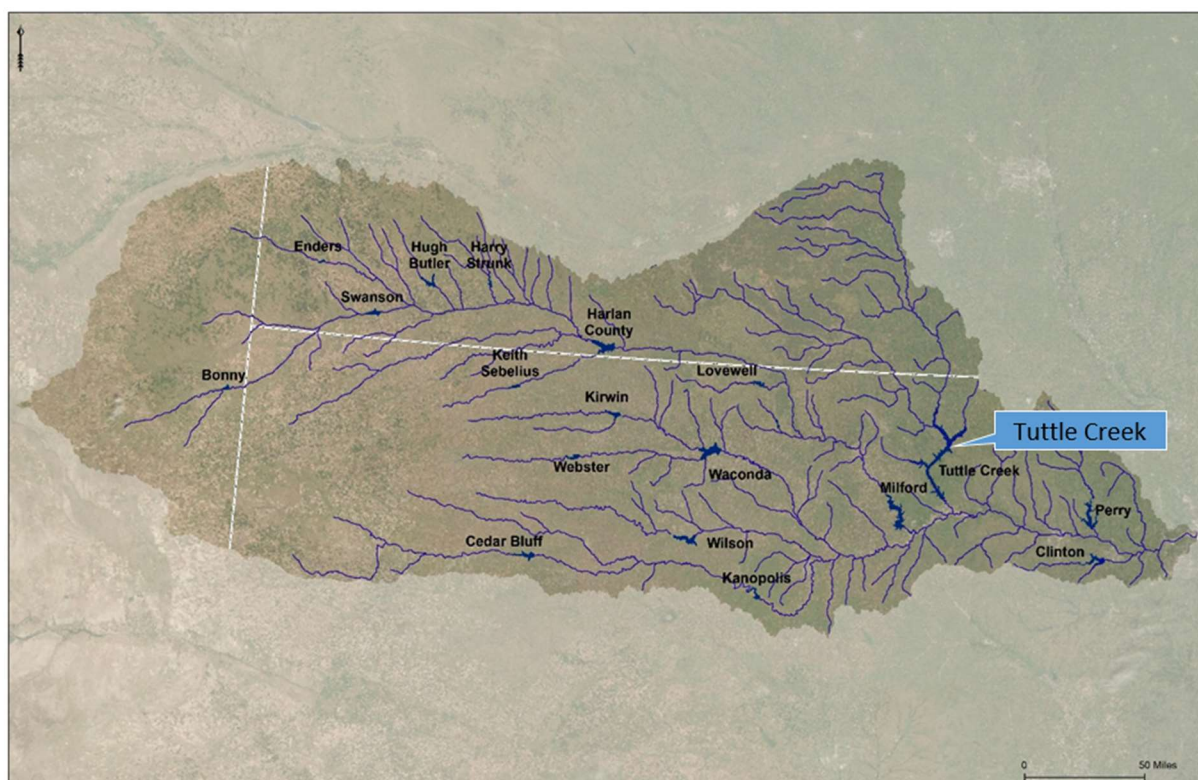 Enders
Hugh
Butler
Harry
Strunk
Swanson
Harlan
County
Keith
Sebelius
Lovewell
Bonny
Kirwin
Tuttle Creek
Webster
Waconda
Tuttle Creek
Milford
Perry
Cedar Bluff
Wilson
Clinton
Kanopolis
0 50 Miles